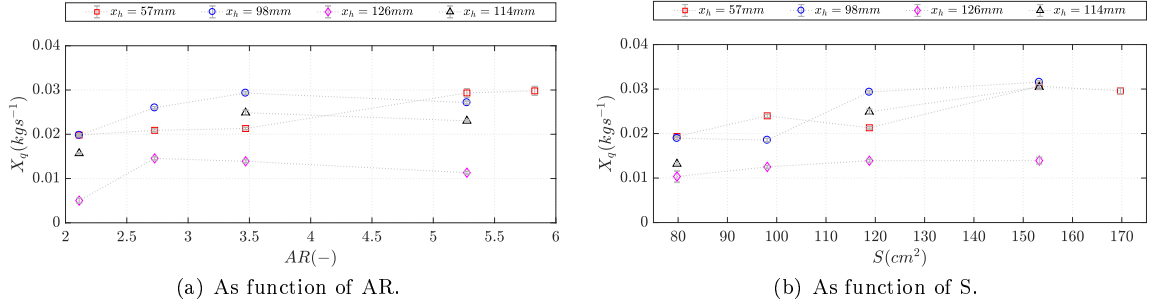 x_h = 57mm x_h = 98mm x_h = 126mm x_h = 114mm
0.04
0.03
0.02
0.01
0
X_q(kgs^{-1})
2 2.5 3 3.5 4 4.5 5 5.5 6
AR(−)
(a) As function of AR.
x_h = 57mm x_h = 98mm x_h = 126mm x_h = 114mm
0.04
0.03
0.02
0.01
0
X_q(kgs^{-1})
80 90 100 110 120 130 140 150 160 170
S(cm^2)
(b) As function of S.